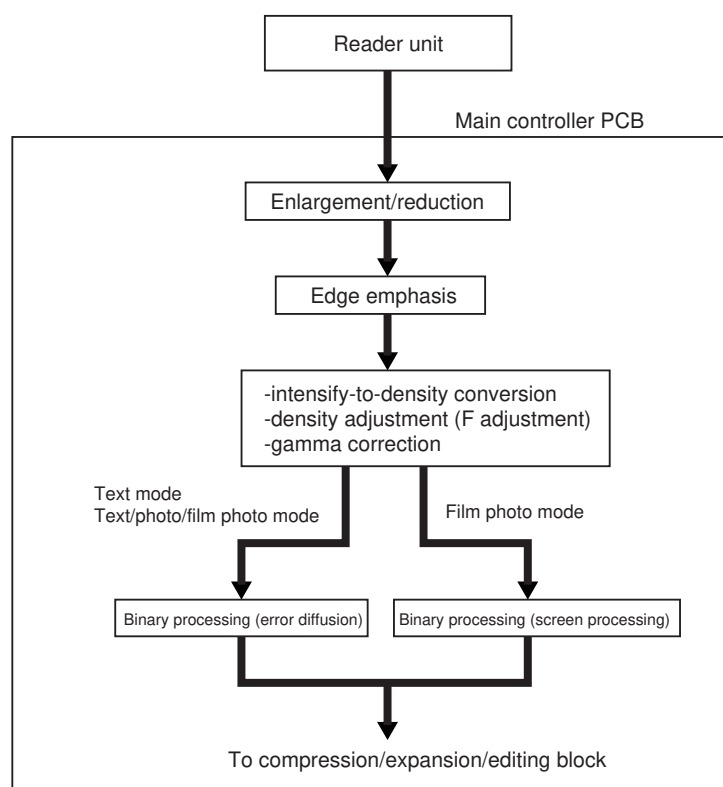 Reader unit
Main controller PCB
Enlargement/reduction
Edge emphasis
-intensify-to-density conversion
-density adjustment (F adjustment)
-gamma correction
Text mode
Text/photo/film photo mode
Film photo mode
Binary processing (error diffusion)
Binary processing (screen processing)
To compression/expansion/editing block